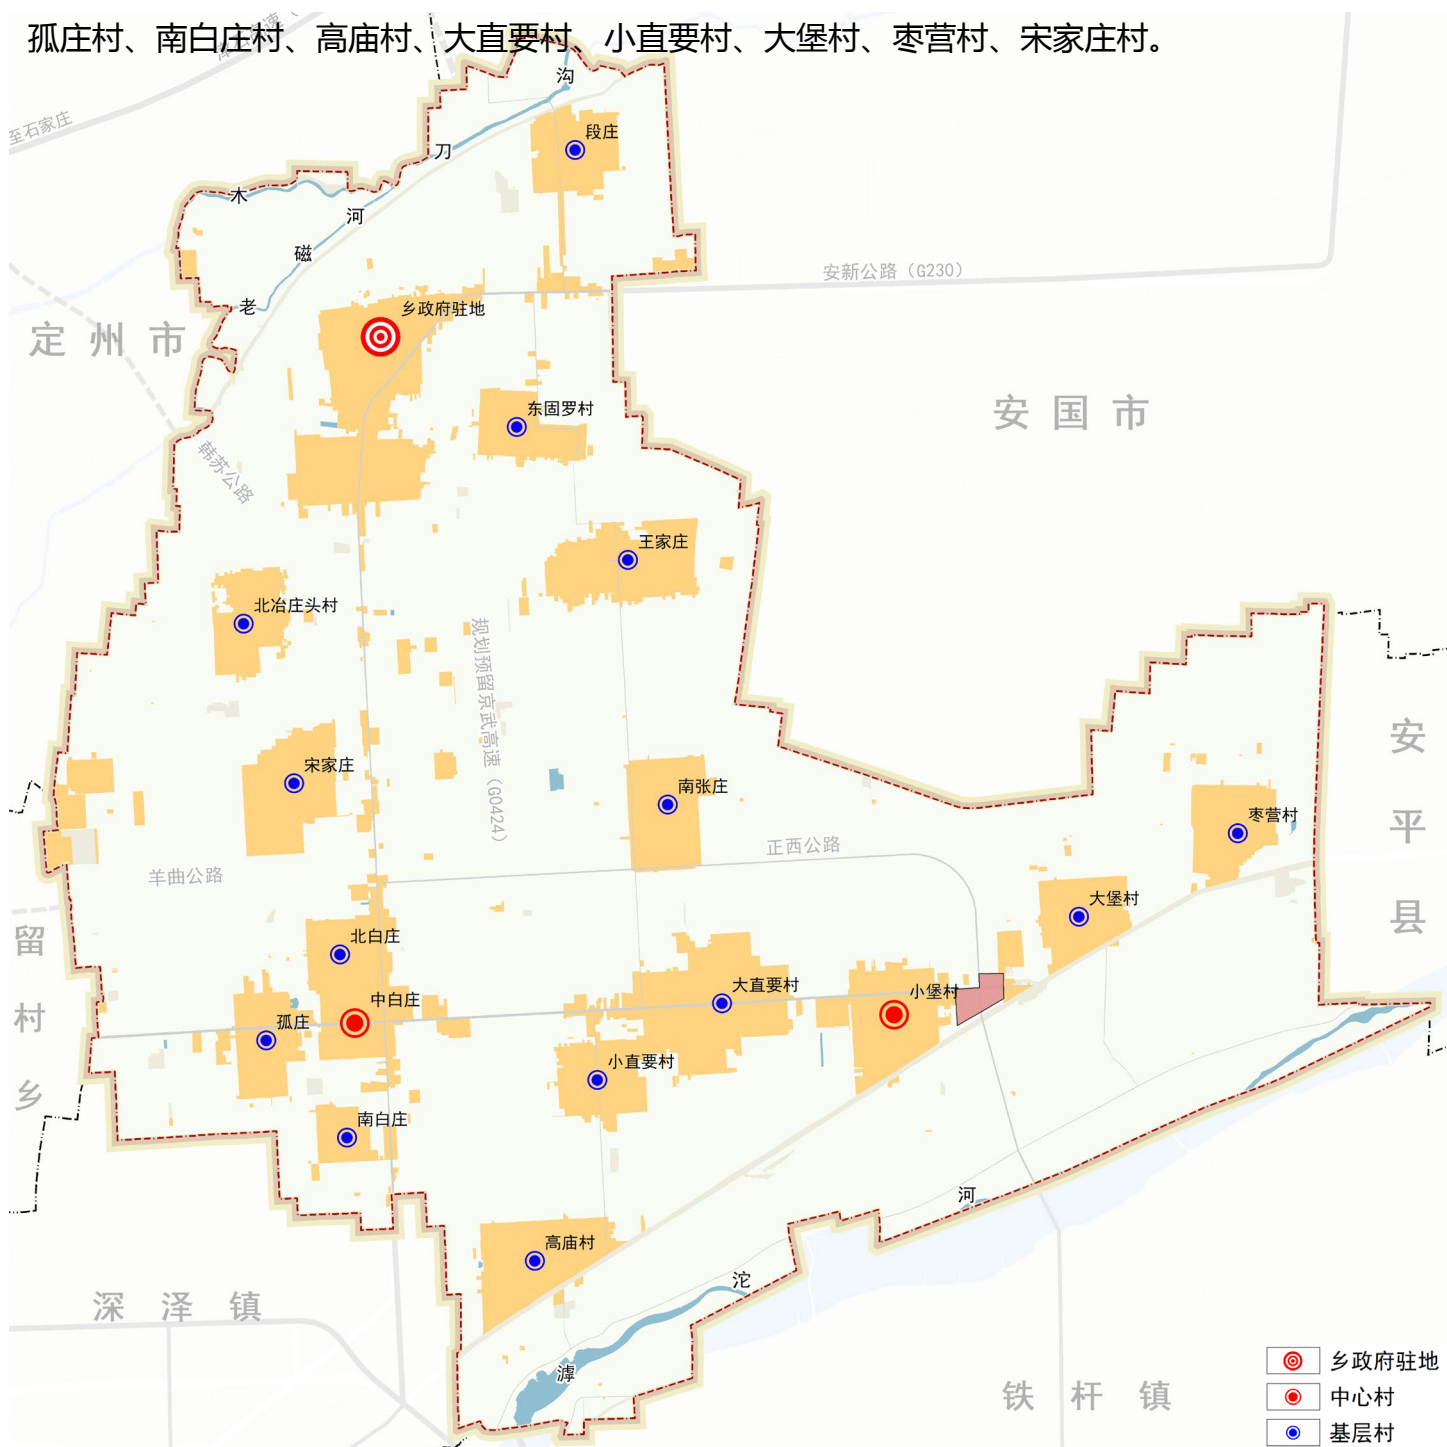 孤庄村、南白庄村、高庙村、大直要村、小直要村、大堡村、枣营村、宋家庄村。
至石家庄
沟
段庄
刀
木
河
磁
老
安新公路（G230）
乡政府驻地
定州市
东固罗村
安国市
韩苏公路
王家庄
北冶庄头村
规划预留京武高速（G0424）
宋家庄
南张庄
安平县
枣营村
正西公路
羊曲公路
大堡村
留村乡
北白庄
大直要村
小堡村
中白庄
孤庄
小直要村
南白庄
河
高庙村
沱
滹
深泽镇
铁杆镇
乡政府驻地
中心村
基层村